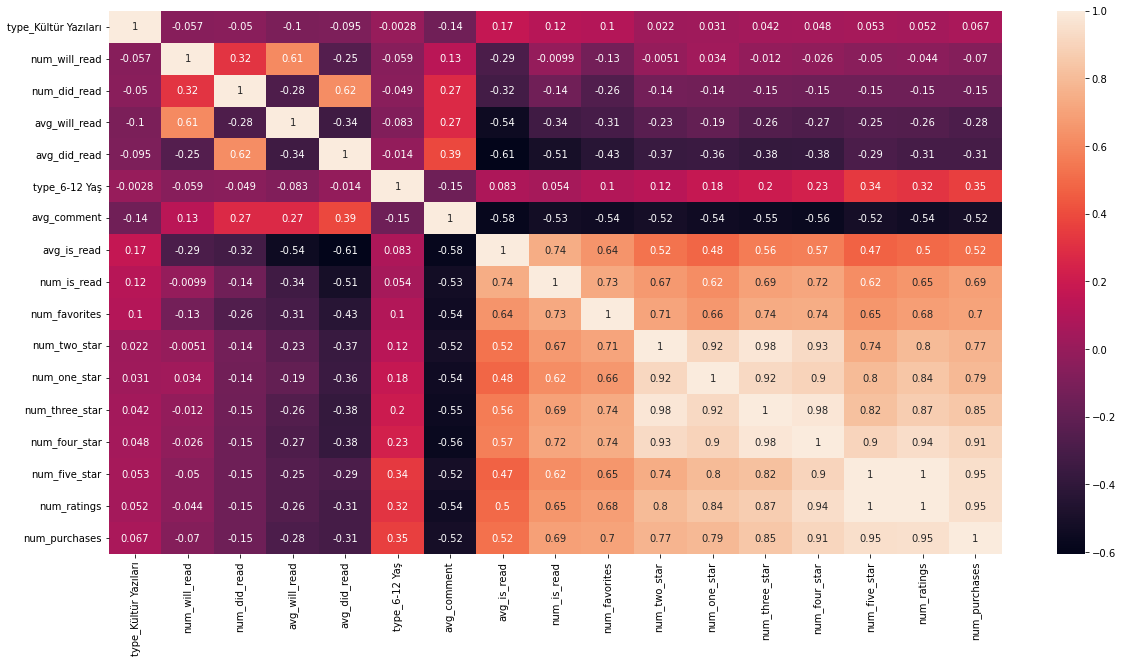 type_Kültür Yazıları 1 -0.057 -0.05 -0.1 -0.095 -0.0028 -0.14 0.17 0.12 0.1 0.022 0.031 0.042 0.048 0.053 0.052 0.067
num_will_read -0.057 1 0.32 0.61 -0.25 -0.059 0.13 -0.29 -0.0099 -0.13 -0.0051 0.034 -0.012 -0.026 -0.05 -0.044 -0.07
num_did_read -0.05 0.32 1 -0.28 0.62 -0.049 0.27 -0.32 -0.14 -0.26 -0.14 -0.14 -0.15 -0.15 -0.15 -0.15 -0.15
avg_will_read -0.1 0.61 -0.28 1 -0.34 -0.083 0.27 -0.54 -0.34 -0.31 -0.23 -0.19 -0.26 -0.27 -0.25 -0.26 -0.28
avg_did_read -0.095 -0.25 0.62 -0.34 1 -0.014 0.39 -0.61 -0.51 -0.43 -0.37 -0.36 -0.38 -0.38 -0.29 -0.31 -0.31
type_6-12 Yaş -0.0028 -0.059 -0.049 -0.083 -0.014 1 -0.15 0.083 0.054 0.1 0.12 0.18 0.2 0.23 0.34 0.32 0.35
avg_comment -0.14 0.13 0.27 0.27 0.39 -0.15 1 -0.58 -0.53 -0.54 -0.52 -0.54 -0.55 -0.56 -0.52 -0.54 -0.52
avg_is_read 0.17 -0.29 -0.32 -0.54 -0.61 0.083 -0.58 1 0.74 0.64 0.52 0.48 0.56 0.57 0.47 0.5 0.52
num_is_read 0.12 -0.0099 -0.14 -0.34 -0.51 0.054 -0.53 0.74 1 0.73 0.67 0.62 0.69 0.72 0.62 0.65 0.69
num_favorites 0.1 -0.13 -0.26 -0.31 -0.43 0.1 -0.54 0.64 0.73 1 0.71 0.66 0.74 0.74 0.65 0.68 0.7
num_two_star 0.022 -0.0051 -0.14 -0.23 -0.37 0.12 -0.52 0.52 0.67 0.71 1 0.92 0.98 0.93 0.74 0.8 0.77
num_one_star 0.031 0.034 -0.14 -0.19 -0.36 0.18 -0.54 0.48 0.62 0.66 0.92 1 0.92 0.9 0.8 0.84 0.79
num_three_star 0.042 -0.012 -0.15 -0.26 -0.38 0.2 -0.55 0.56 0.69 0.74 0.98 0.92 1 0.98 0.82 0.87 0.85
num_four_star 0.048 -0.026 -0.15 -0.27 -0.38 0.23 -0.56 0.57 0.72 0.74 0.93 0.9 0.98 1 0.9 0.94 0.91
num_five_star 0.053 -0.05 -0.15 -0.25 -0.29 0.34 -0.52 0.47 0.62 0.65 0.74 0.8 0.82 0.9 1 1 0.95
num_ratings 0.052 -0.044 -0.15 -0.26 -0.31 0.32 -0.54 0.5 0.65 0.68 0.8 0.84 0.87 0.94 1 1 0.95
num_purchases 0.067 -0.07 -0.15 -0.28 -0.31 0.35 -0.52 0.52 0.69 0.7 0.77 0.79 0.85 0.91 0.95 0.95 1
type_Kültür Yazıları
num_will_read
num_did_read
avg_will_read
avg_did_read
type_6-12 Yaş
avg_comment
avg_is_read
num_is_read
num_favorites
num_two_star
num_one_star
num_three_star
num_four_star
num_five_star
num_ratings
num_purchases
1.0
0.8
0.6
0.4
0.2
0.0
-0.2
-0.4
-0.6